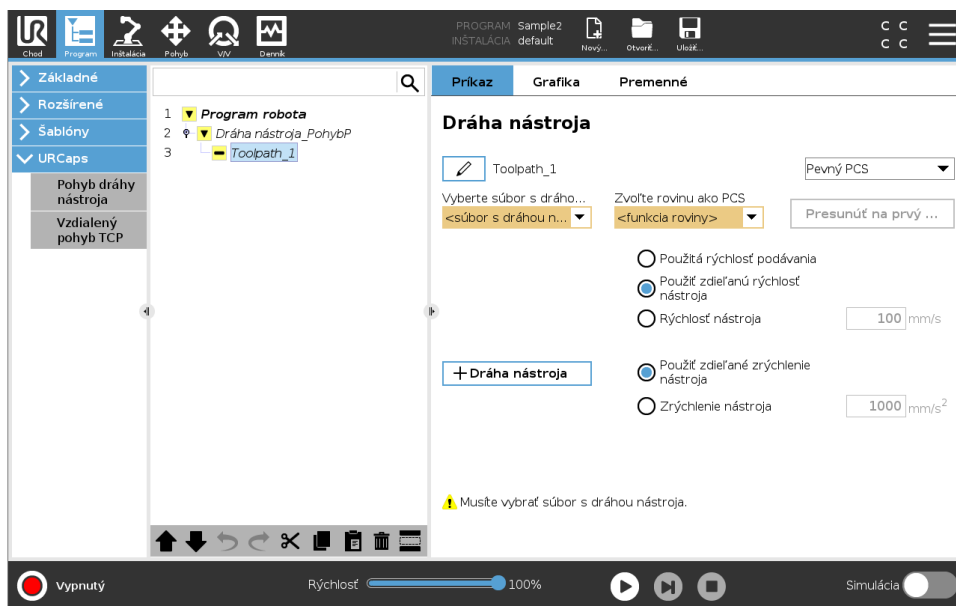 PROGRAM Sample2
INŠTALÁCIA default
C C
C C
Chod
Program
Inštalácia
Pohyb
V/V
Denník
Nový...
Otvoriť...
Uložiť...
Základné
Rozšírené
Šablóny
URCaps
Pohyb dráhy
nástroja
Vzdialený
pohyb TCP
1 Program robota
2 Dráha nástroja_PohybP
3 Toolpath_1
Príkaz
Grafika
Premenné
Dráha nástroja
Toolpath_1
Pevný PCS
Vyberte súbor s dráho...
Zvoľte rovinu ako PCS
<súbor s dráhou n...
<funkcia roviny>
Presunúť na prvý ...
Použitá rýchlosť podávania
Použiť zdieľanú rýchlosť
nástroja
Rýchlosť nástroja
100 mm/s
+ Dráha nástroja
Použiť zdieľané zrýchlenie
nástroja
Zrýchlenie nástroja
1000 mm/s²
Musíte vybrať súbor s dráhou nástroja.
Vypnutý
Rýchlosť
100%
Simulácia